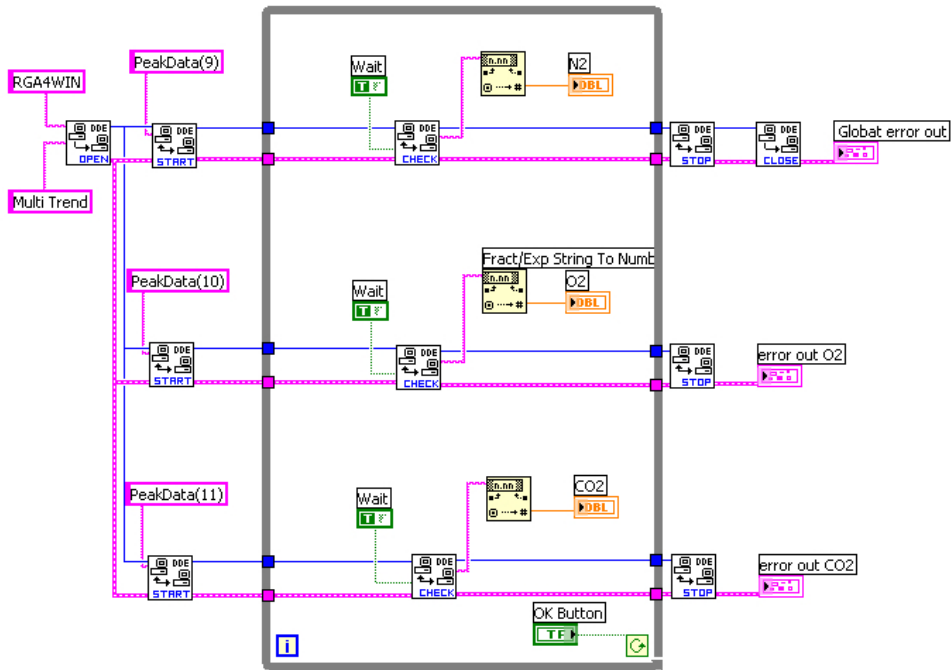 PeakData(9)
Wait
n.nn
N2
RGA4WIN
T F
DBL
DDE
OPEN
DDE
START
DDE
CHECK
DDE
STOP
DDE
CLOSE
Globat error out
Multi Trend
Fract/Exp String To Numb
PeakData(10)
Wait
n.nn
O2
T F
DBL
DDE
START
DDE
CHECK
DDE
STOP
error out O2
PeakData(11)
Wait
n.nn
CO2
T F
DBL
DDE
START
DDE
CHECK
DDE
STOP
error out CO2
OK Button
TF
i